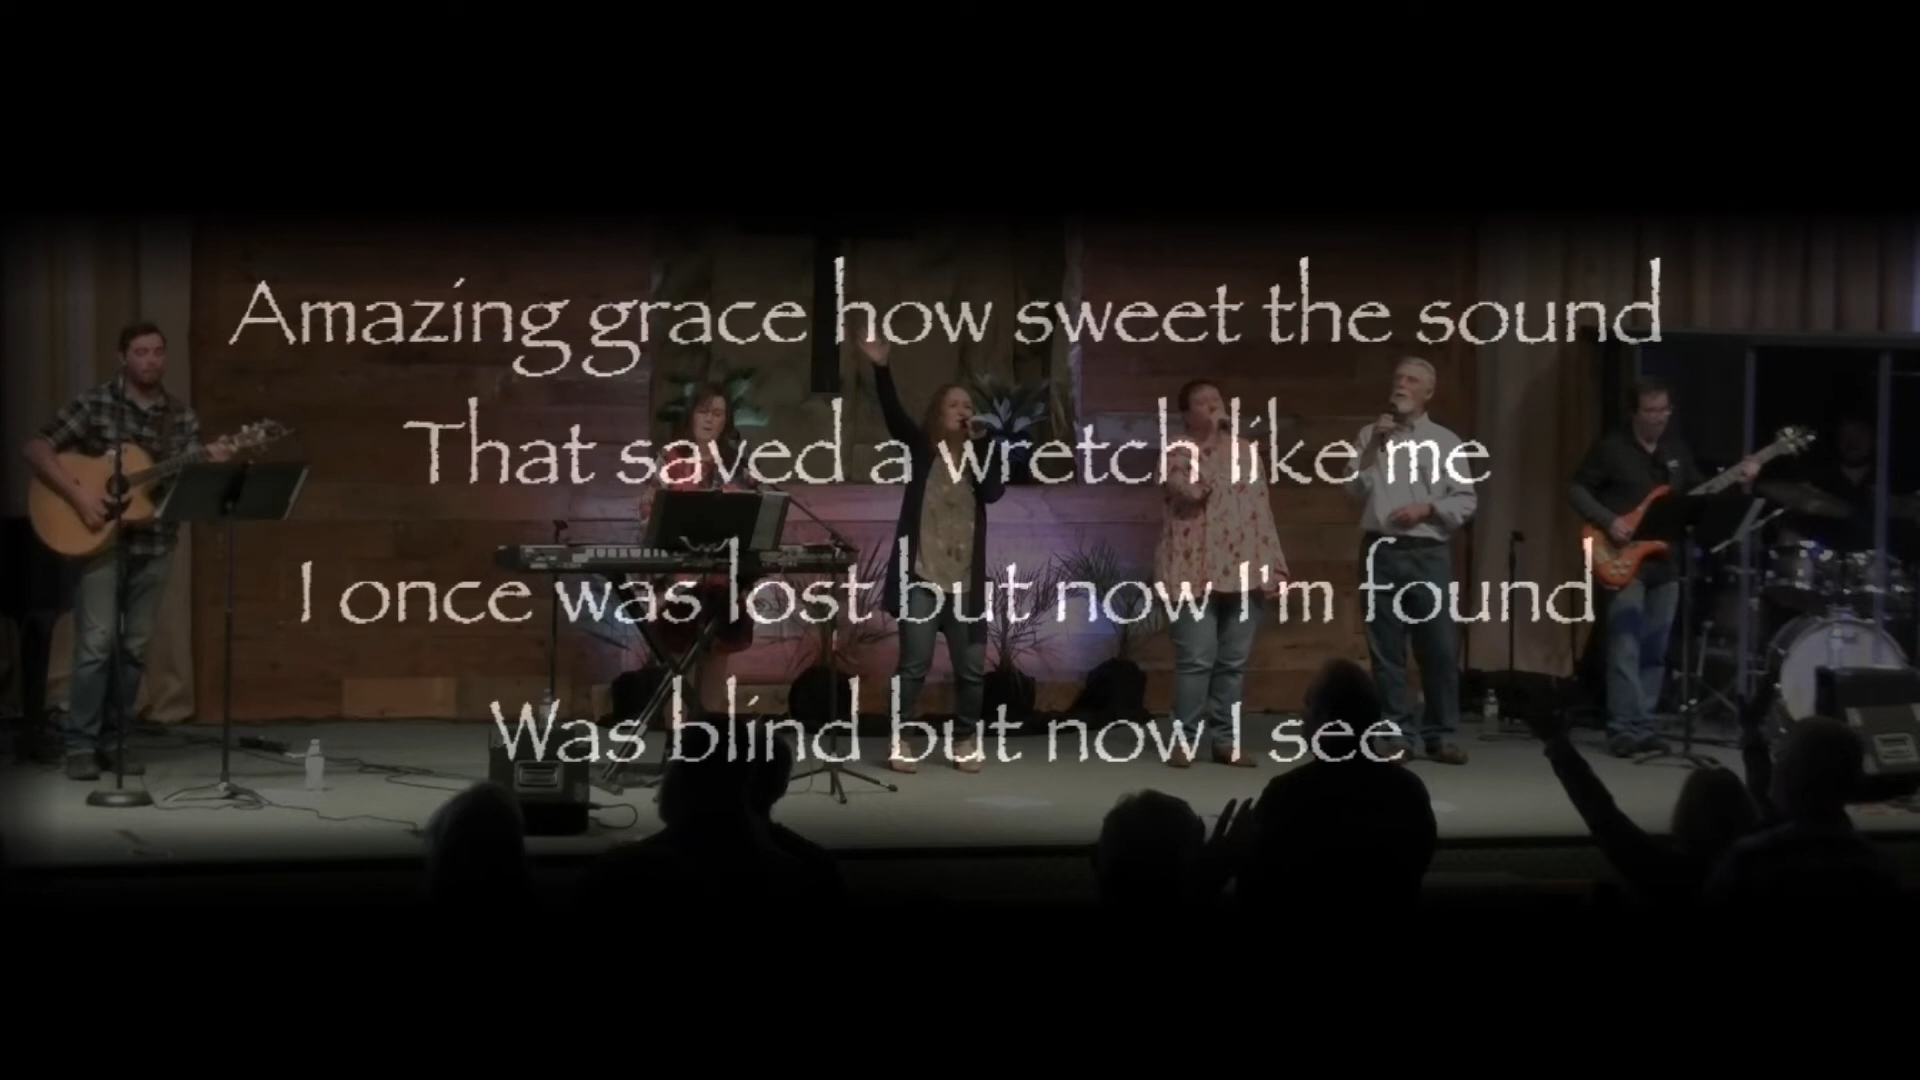 Amazing grace how sweet the sound
That saved a wretch like me
I once was lost but now I'm found
Was blind but now I see